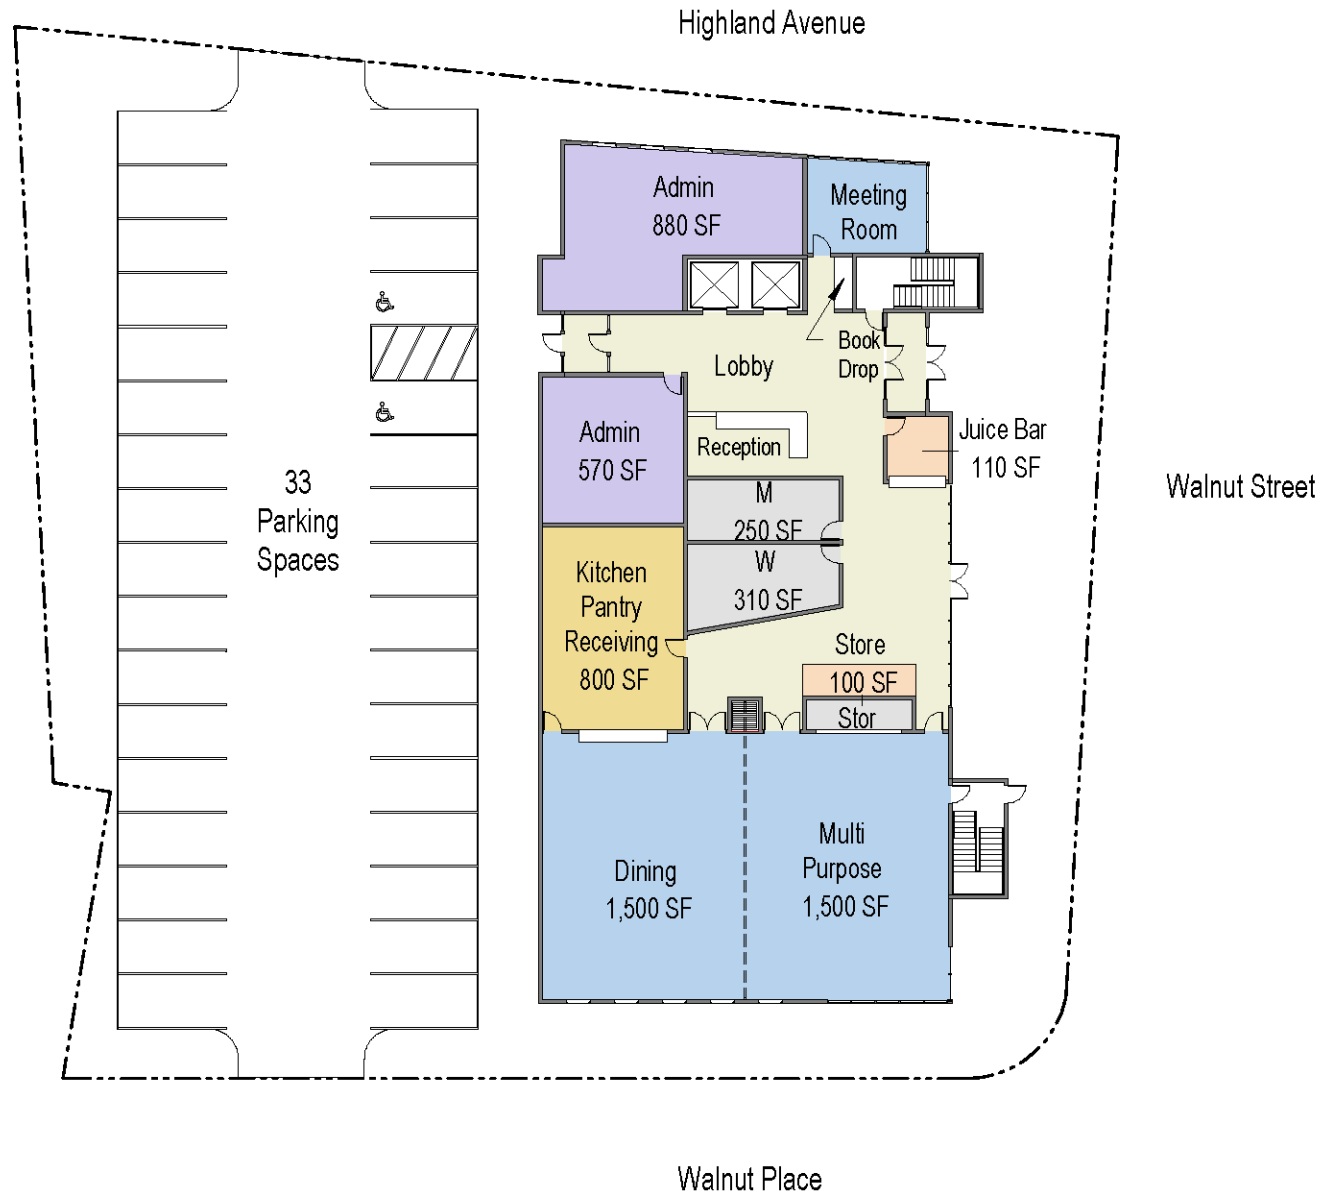 Highland Avenue
Admin
880 SF
Meeting
Room
Book
Drop
Lobby
Admin
570 SF
Reception
Juice Bar
110 SF
M
250 SF
W
310 SF
33
Parking
Spaces
Walnut Street
Kitchen
Pantry
Receiving
800 SF
Store
100 SF
Stor
Dining
1,500 SF
Multi
Purpose
1,500 SF
Walnut Place